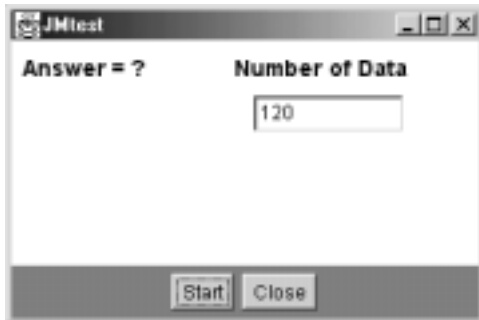 JMtest
Answer = ? Number of Data
120
Start Close